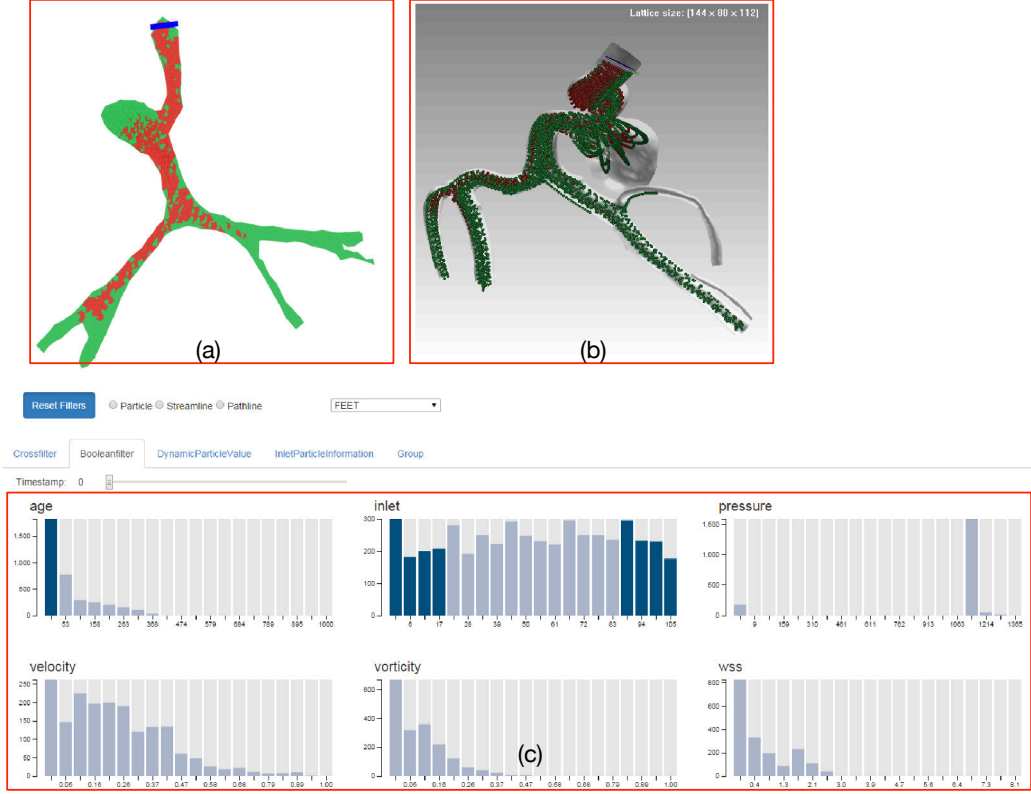 Lattice size: [144 × 80 × 112]
(a)
(b)
Reset Filters Particle Streamline Pathline FEET
Crossfilter Booleanfilter DynamicParticleValue InletParticleInformation Group
Timestamp: 0
age inlet pressure
1.500
1.000
500
0
53 158 263 368 474 579 684 789 895 1000
300
200
100
0
6 17 28 39 50 61 72 83 94 105
1.500
1.000
500
0
9 159 310 461 611 762 913 1063 1214 1365
velocity vorticity wss
250
200
150
100
50
0
0.05 0.16 0.26 0.37 0.47 0.58 0.68 0.79 0.89 1.00
600
400
200
0
0.05 0.16 0.26 0.37 0.47 0.58 0.68 0.79 0.89 1.00
(c)
800
600
400
200
0
0.4 1.3 2.1 3.0 3.9 4.7 5.6 6.4 7.3 8.1